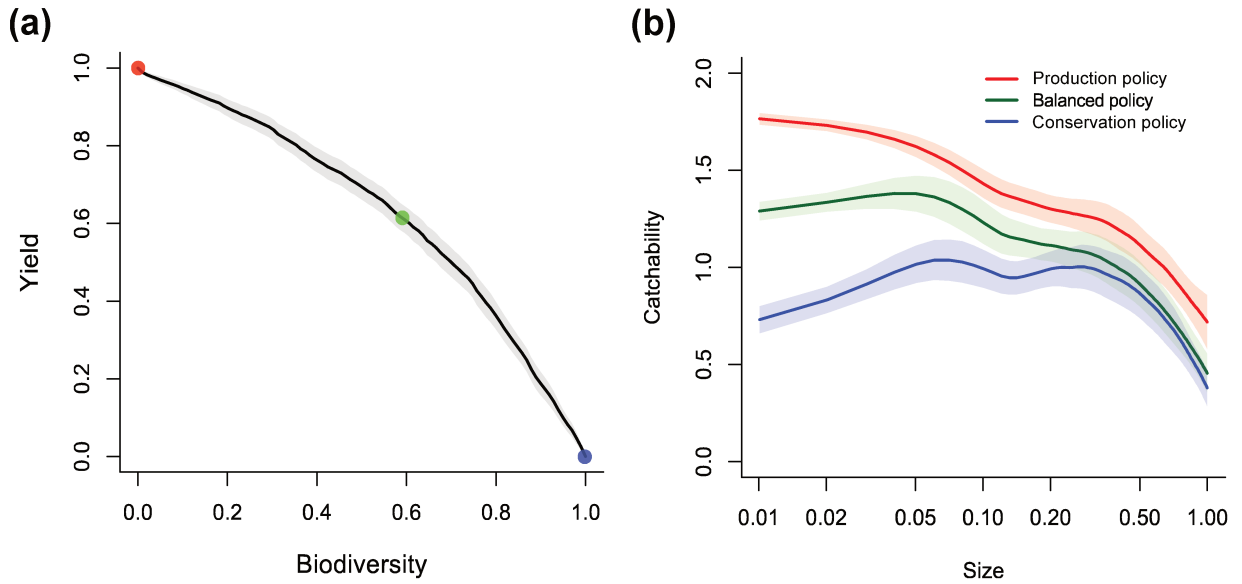 (a)
Yield
1.0
0.8
0.6
0.4
0.2
0.0
0.0 0.2 0.4 0.6 0.8 1.0
Biodiversity
(b)
Catchability
2.0
1.5
1.0
0.5
0.0
Production policy
Balanced policy
Conservation policy
0.01 0.02 0.05 0.10 0.20 0.50 1.00
Size